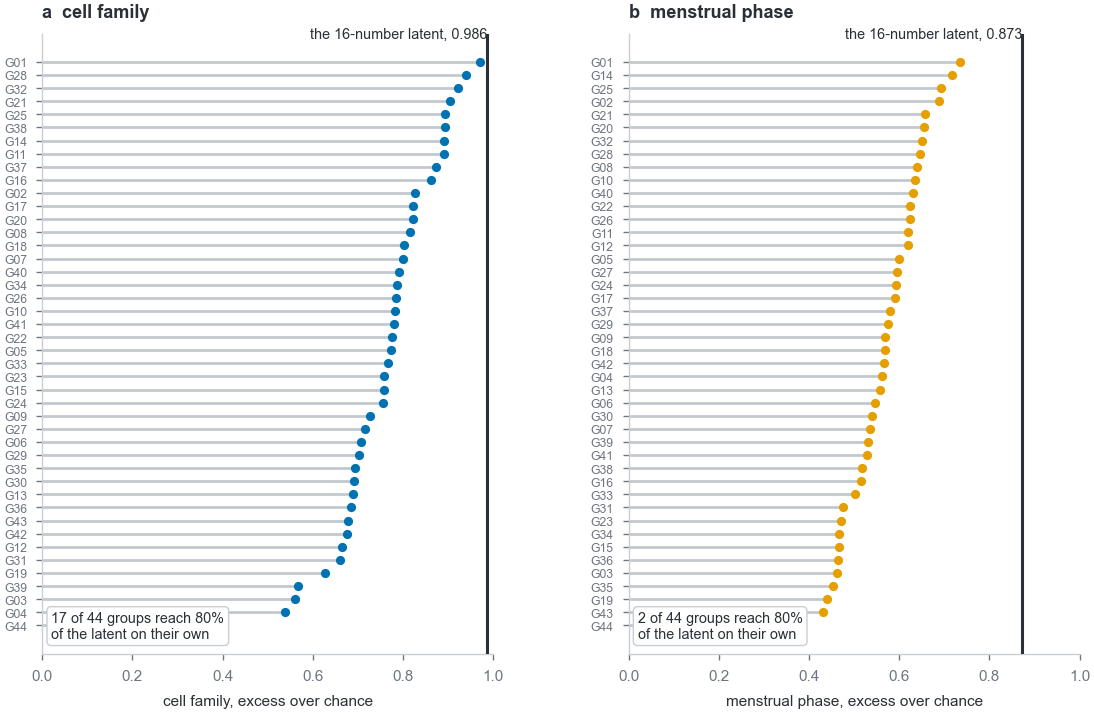 a cell family
the 16-number latent, 0.986
G01
G28
G32
G21
G25
G38
G14
G11
G37
G16
G02
G17
G20
G08
G18
G07
G40
G34
G26
G10
G41
G22
G05
G33
G23
G15
G24
G09
G27
G06
G29
G35
G30
G13
G36
G43
G42
G12
G31
G19
G39
G03
G04
G44
17 of 44 groups reach 80%
of the latent on their own
0.0 0.2 0.4 0.6 0.8 1.0
cell family, excess over chance
b menstrual phase
the 16-number latent, 0.873
G01
G14
G25
G02
G21
G20
G32
G28
G08
G10
G40
G22
G26
G11
G12
G05
G27
G24
G17
G37
G29
G09
G18
G42
G04
G13
G06
G30
G07
G39
G41
G38
G16
G33
G31
G23
G34
G15
G36
G03
G35
G19
G43
G44
2 of 44 groups reach 80%
of the latent on their own
0.0 0.2 0.4 0.6 0.8 1.0
menstrual phase, excess over chance